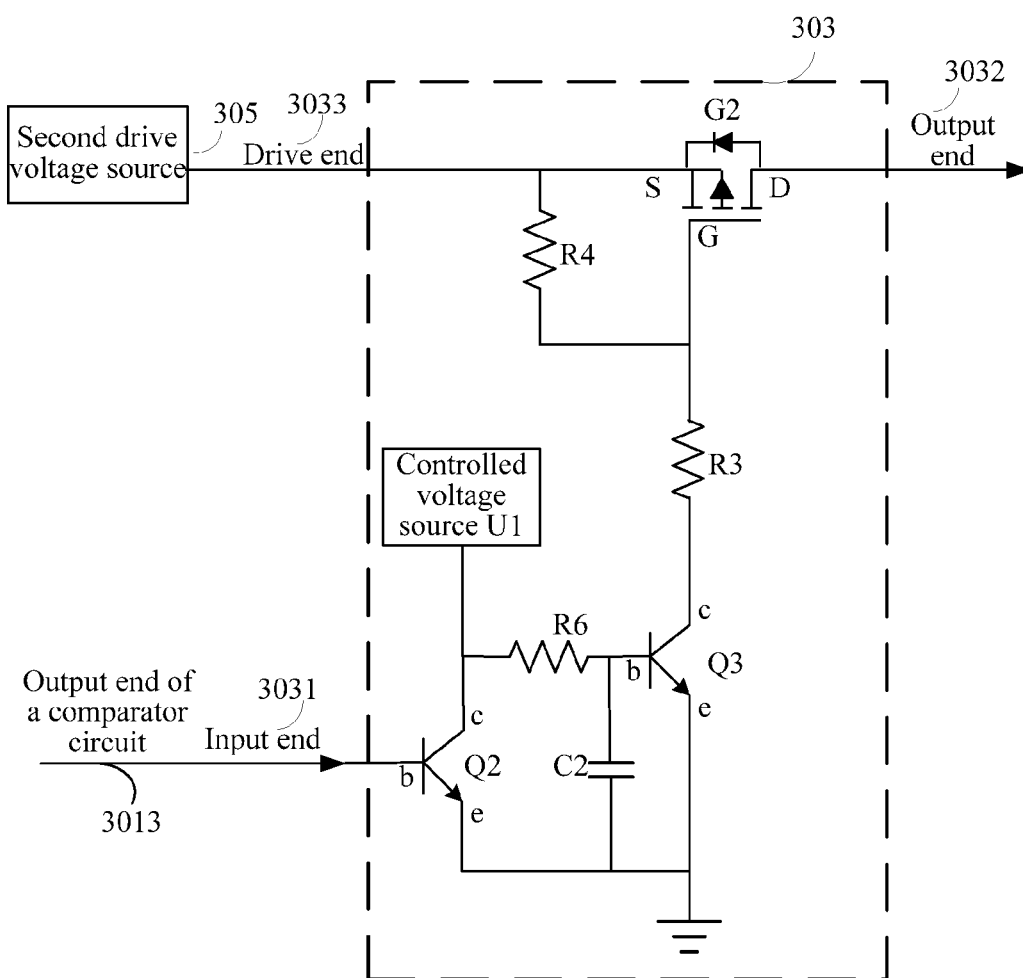 303
3032
305
3033
G2
Output
end
Second drive
voltage source
Drive end
S
D
G
R4
Controlled
voltage
source U1
R3
c
R6
b
Q3
e
Output end of
a comparator
circuit
3031
Input end
c
b
Q2
e
C2
3013